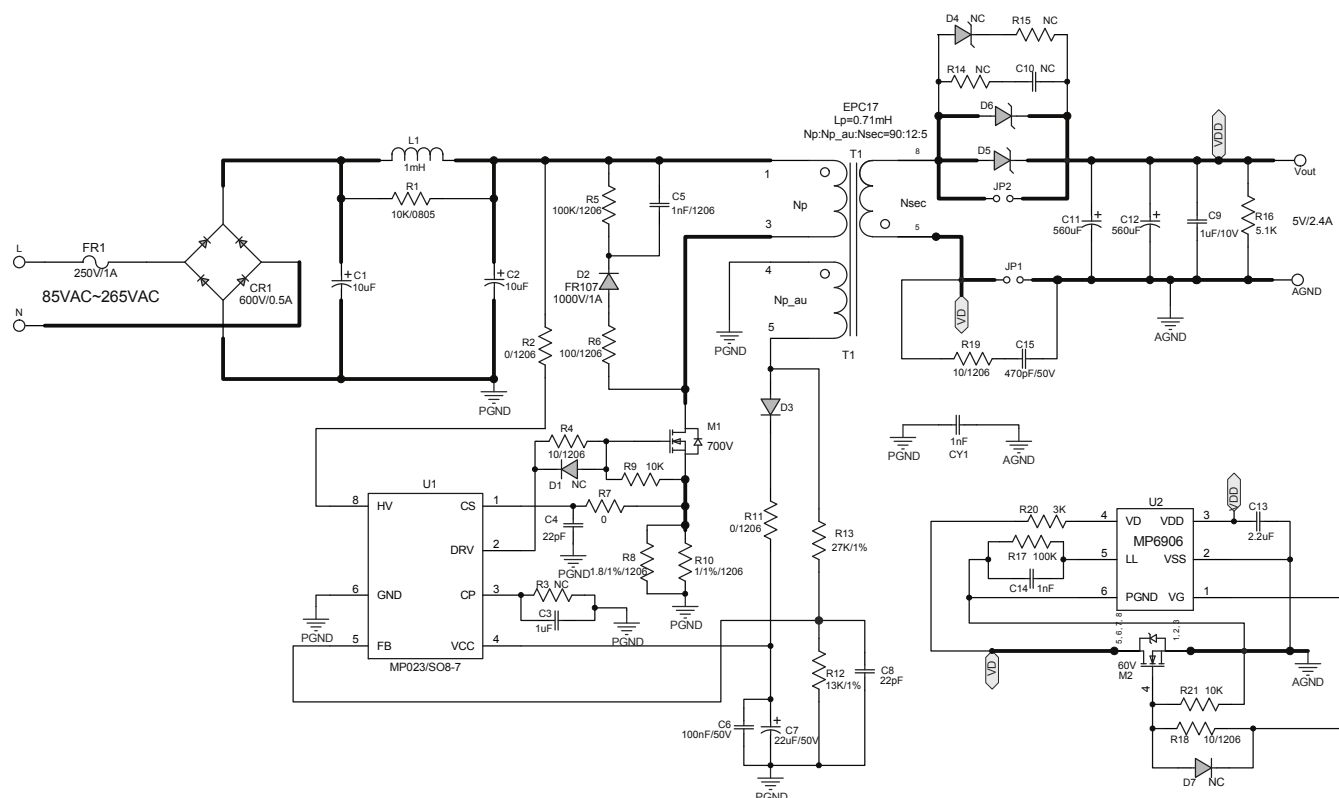 D4 NC
R15 NC
R14 NC
C10 NC
EPC17
Lp=0.71mH
Np:Np_au:Nsec=90:12:5
D6
D5
JP2
VDD
T1
8
1
L1
1mH
R1
10K/0805
R5
100K/1206
C5
1nF/1206
Np
Nsec
3
5
Vout
C11
560uF
C12
560uF
C9
1uF/10V
R16
5.1K
5V/2.4A
L
FR1
250V/1A
85VAC~265VAC
N
CR1
600V/0.5A
C1
10uF
C2
10uF
D2
FR107
1000V/1A
4
Np_au
5
T1
JP1
AGND
VD
AGND
R2
0/1206
R6
100/1206
PGND
R19
10/1206
C15
470pF/50V
PGND
D3
M1
700V
R4
10/1206
D1 NC
R9 10K
PGND
1nF
CY1
AGND
U1
8
HV
CS
1
R7
0
C4
22pF
PGND
DRV
2
R8
1.8/1%/1206
R10
1/1%/1206
PGND
R11
0/1206
R13
27K/1%
6
GND
CP
3
R3 NC
C3
1uF
PGND
PGND
5
FB
VCC
4
MP023/SO8-7
R12
13K/1%
C8
22pF
C6
100nF/50V
C7
22uF/50V
PGND
U2
VDD
R20 3K
4
VD
VDD
3
C13
2.2uF
MP6906
R17 100K
5
LL
VSS
2
C14 1nF
6
PGND
VG
1
5, 6, 7, 8
1, 2, 3
VD
60V
M2
4
AGND
R21 10K
R18 10/1206
D7 NC